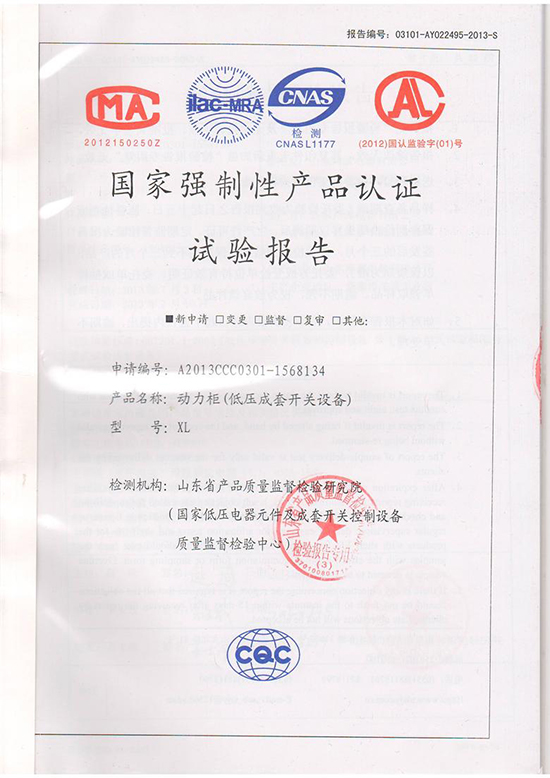 报告编号：03101-AY022495-2013-S
MA
2012150250Z
ilac-MRA
CNAS
检 测
CNAS L1177
AL
(2012)国认监验字(01)号
国家强制性产品认证
试验报告
■新申请 □变更 □监督 □复审 □其他:
申请编号: A2013CCC0301-1568134
产品名称: 动力柜(低压成套开关设备)
型 号: XL
检测机构: 山东省产品质量监督检验研究院
(国家低压电器元件及成套开关控制设备
质量监督检验中心)
检验报告专用
(3)
CQC